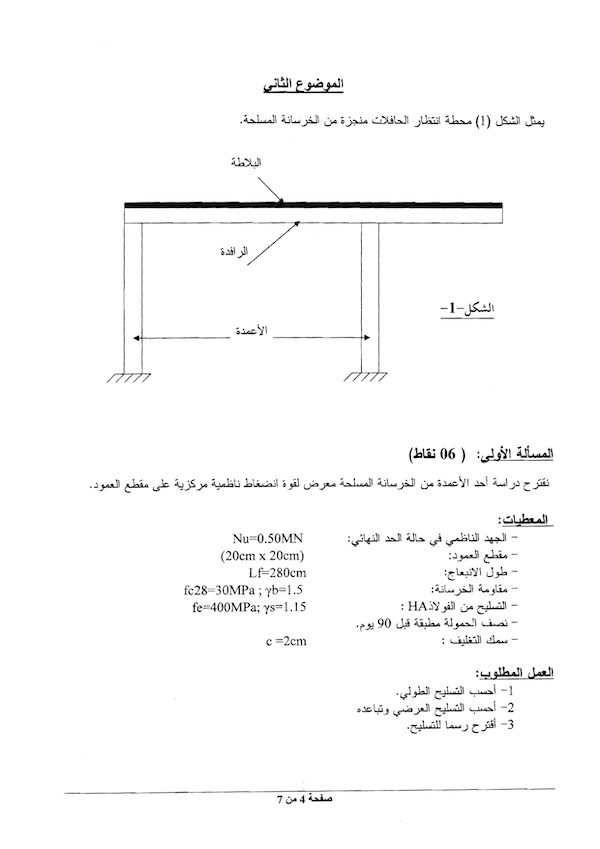 الموضوع الثاني
يمثل الشكل (1) محطة انتظار الحافلات منجزة من الخرسانة المسلحة.
البلاطة
الرافدة
الشكل-1-
الأعمدة
المسألة الأولى: ( 06 نقاط)
نقترح دراسة أحد الأعمدة من الخرسانة المسلحة معرض لقوة انضغاط ناظمية مركزية على مقطع العمود.
المعطيات:
- الجهد الناظمي في حالة الحد النهائي: Nu=0.50MN
- مقطع العمود: (20cm x 20cm)
- طول الانبعاج: Lf=280cm
- مقاومة الخرسانة: fc28=30MPa ; γb=1.5
- التسليح من الفولاذHA : fe=400MPa; γs=1.15
- نصف الحمولة مطبقة قبل 90 يوم.
- سمك التغليف : c =2cm
العمل المطلوب:
1- أحسب التسليح الطولي.
2- أحسب التسليح العرضي وتباعده
3- أقترح رسما للتسليح.
صفحة 4 من 7